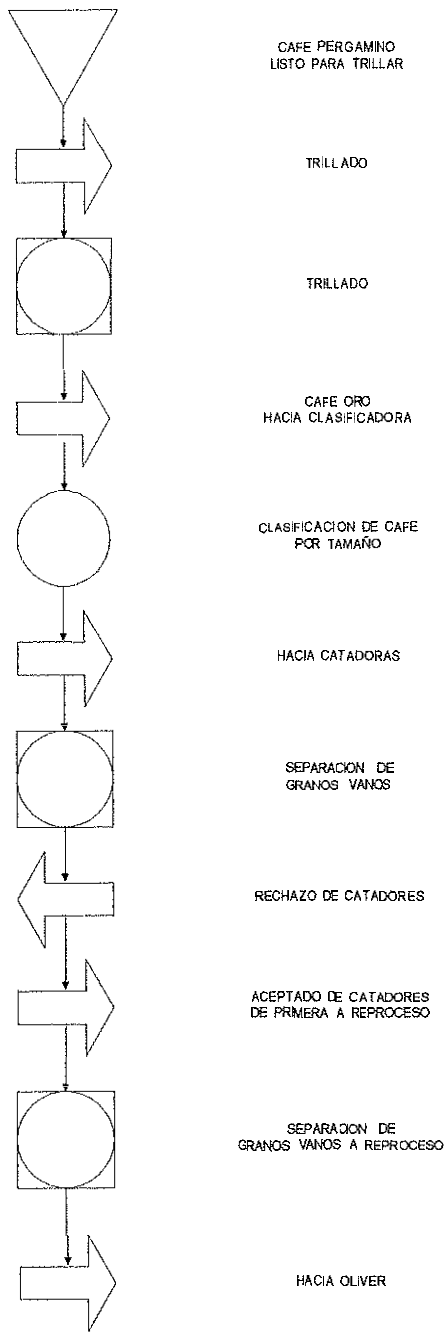 CAFE PERGAMINO
LISTO PARA TRILLAR
TRILLADO
TRILLADO
CAFE ORO
HACIA CLASIFICADORA
CLASIFICACION DE CAFE
POR TAMAÑO
HACIA CATADORAS
SEPARACION DE
GRANOS VANOS
RECHAZO DE CATADORES
ACEPTADO DE CATADORES
DE PRIMERA A REPROCESO
SEPARACION DE
GRANOS VANOS A REPROCESO
HACIA OLIVER